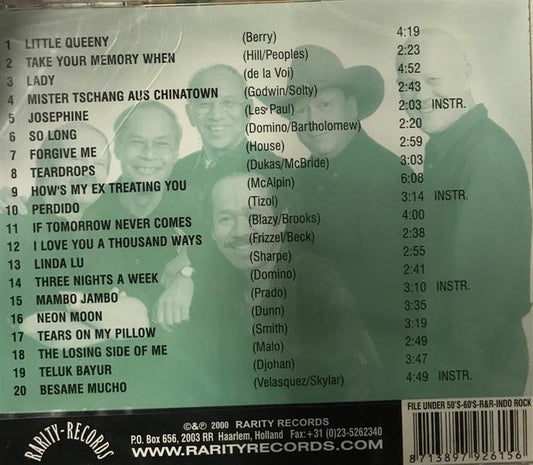 1 LITTLE QUEENY (Berry) 4:19
2 TAKE YOUR MEMORY WHEN (Hill/Peoples) 2:23
3 LADY (de la Voi) 4:52
4 MISTER TSCHANG AUS CHINATOWN (Godwin/Solty) 2:43
5 JOSEPHINE (Les Paul) 2:03 INSTR.
6 SO LONG (Domino/Bartholomew) 2:20
7 FORGIVE ME (House) 2:59
8 TEARDROPS (Dukas/McBride) 3:03
9 HOW'S MY EX TREATING YOU (McAlpin) 6:08
10 PERDIDO (Tizol) 3:14 INSTR.
11 IF TOMORROW NEVER COMES (Blazy/Brooks) 4:00
12 I LOVE YOU A THOUSAND WAYS (Frizzel/Beck) 2:38
13 LINDA LU (Sharpe) 2:55
14 THREE NIGHTS A WEEK (Domino) 2:41
15 MAMBO JAMBO (Prado) 3:10 INSTR.
16 NEON MOON (Dunn) 3:35
17 TEARS ON MY PILLOW (Smith) 3:19
18 THE LOSING SIDE OF ME (Malo) 2:49
19 TELUK BAYUR (Djohan) 3:47
20 BESAME MUCHO (Velasquez/Skylar) 4:49 INSTR.
RARITY-RECORDS
©&℗ 2000 RARITY RECORDS
P.O. Box 656, 2003 RR Haarlem, Holland Fax:+31 (0)23-5262340
WWW.RARITYRECORDS.COM
FILE UNDER 50'S-60'S-R&R-INDO ROCK
8 713897 926156